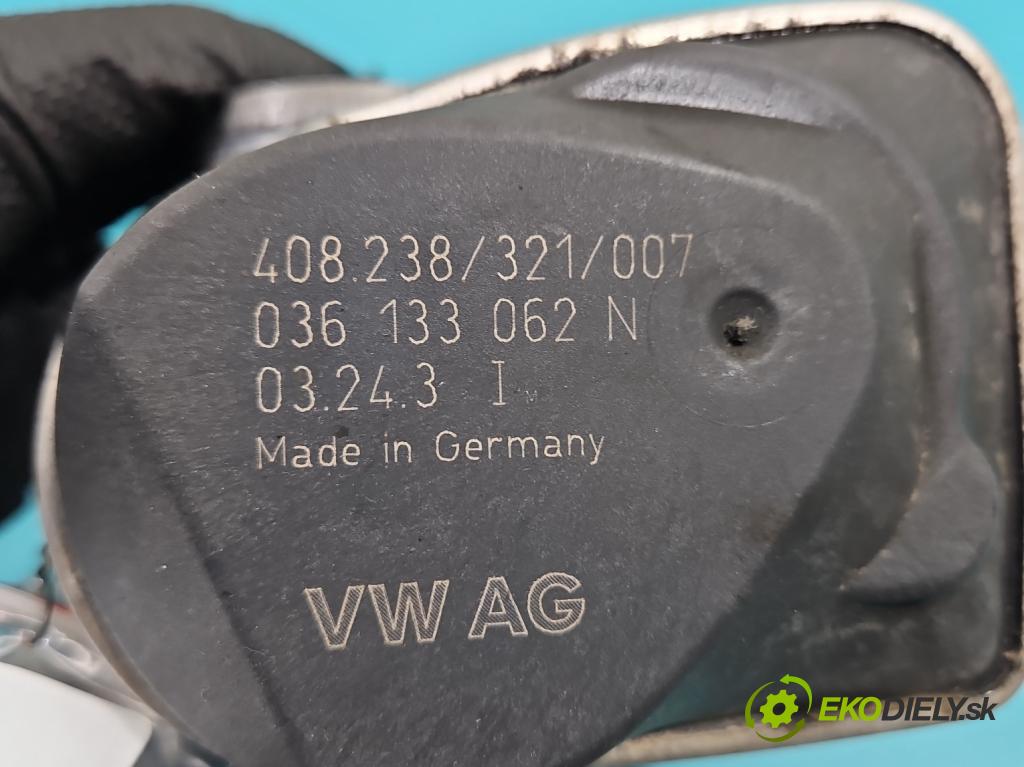 408.238/321/007
036 133 062 N
03.24.3 I
Made in Germany
VW AG
EKODIELY.sk